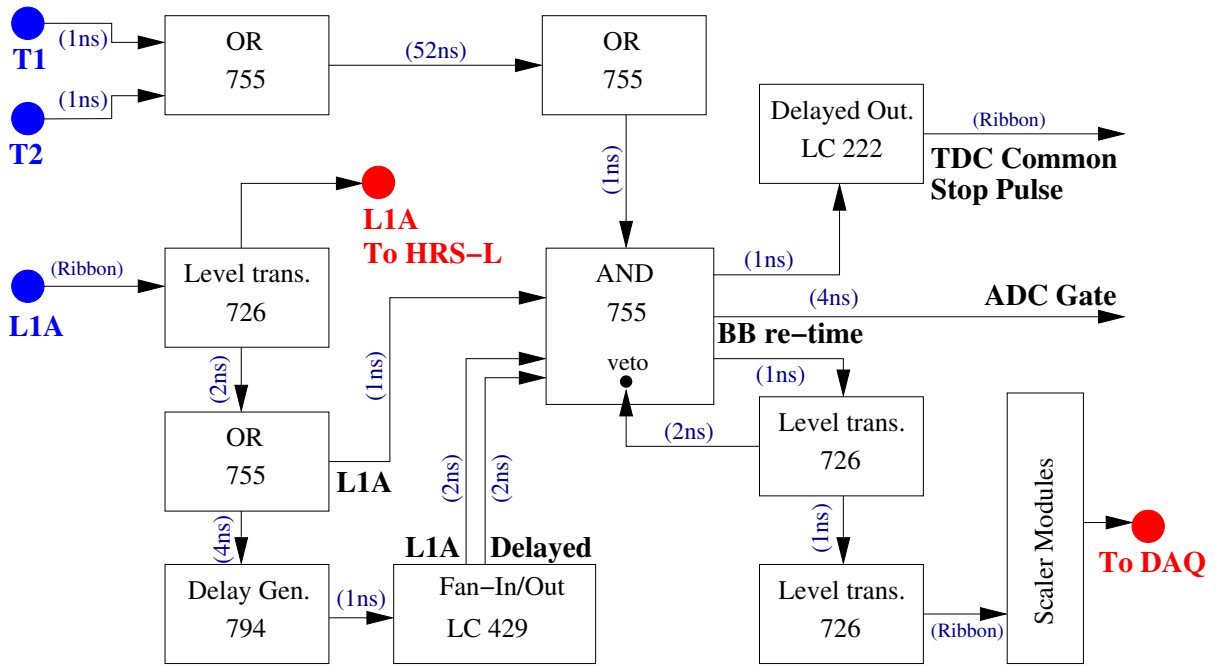 T1
(1ns)
OR
755
(52ns)
OR
755
T2
(1ns)
Delayed Out.
LC 222
(Ribbon)
TDC Common
Stop Pulse
(1ns)
L1A
To HRS−L
L1A
(Ribbon)
Level trans.
726
AND
755
veto
(1ns)
(4ns)
ADC Gate
BB re−time
(1ns)
(2ns)
(1ns)
OR
755
L1A
(2ns)
(2ns)
(2ns)
Level trans.
726
(4ns)
L1A
Delayed
(1ns)
Delay Gen.
794
(1ns)
Fan−In/Out
LC 429
Level trans.
726
(Ribbon)
Scaler Modules
To DAQ